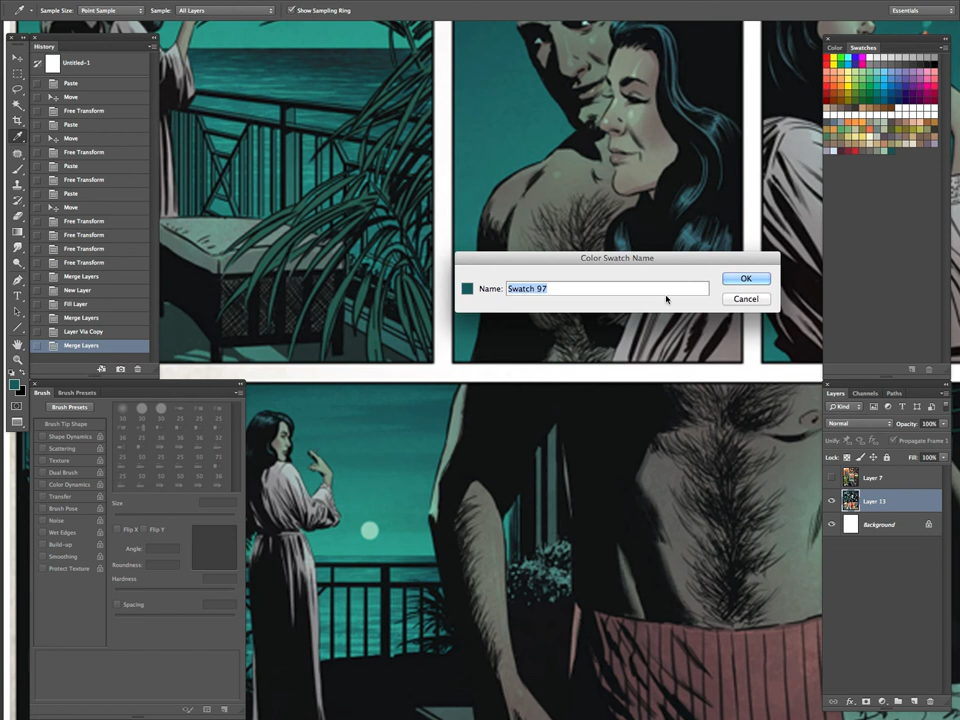 Sample Size: Point Sample Sample: All Layers Show Sampling Ring Essentials
History
Untitled-1
Paste
Move
Free Transform
Paste
Move
Free Transform
Paste
Free Transform
Paste
Move
Free Transform
Free Transform
Free Transform
Merge Layers
New Layer
Fill Layer
Merge Layers
Layer Via Copy
Merge Layers
Color Swatches
Color Swatch Name
Name: Swatch 97
OK
Cancel
Brush Brush Presets
Brush Presets
Brush Tip Shape
Shape Dynamics
Scattering
Texture
Dual Brush
Color Dynamics
Transfer
Brush Pose
Noise
Wet Edges
Build-up
Smoothing
Protect Texture
Size
Flip X Flip Y
Angle:
Roundness:
Hardness
Spacing
Layers Channels Paths
Kind
Normal Opacity: 100%
Unify: Propagate Frame 1
Lock: Fill: 100%
Layer 7
Layer 13
Background